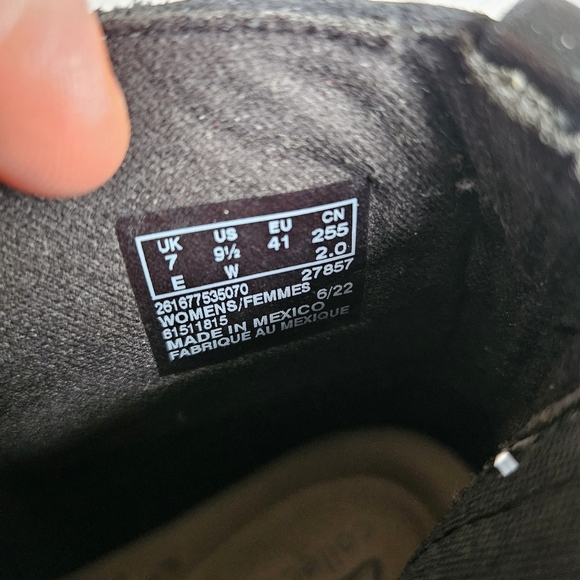 UK US EU CN
7 9½ 41 255
E W 2.0
261677535070 27857
WOMENS/FEMMES
61511815 6/22
MADE IN MEXICO
FABRIQUE AU MEXIQUE